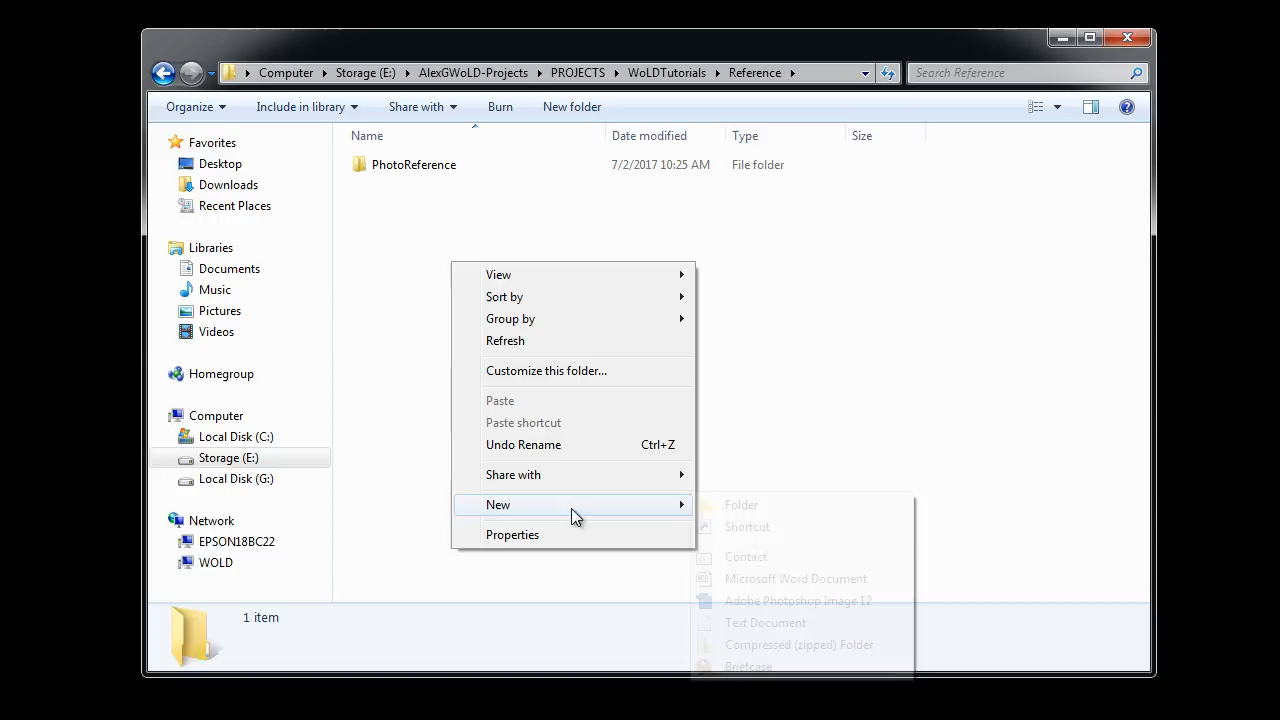 Computer Storage (E:) AlexGWoLD-Projects PROJECTS WoLDTutorials Reference
Search Reference
Organize Include in library Share with Burn New folder
Name Date modified Type Size
PhotoReference 7/2/2017 10:25 AM File folder
Favorites
Desktop
Downloads
Recent Places
Libraries
Documents
Music
Pictures
Videos
Homegroup
Computer
Local Disk (C:)
Storage (E:)
Local Disk (G:)
Network
EPSON18BC22
WOLD
View
Sort by
Group by
Refresh
Customize this folder...
Paste
Paste shortcut
Undo Rename Ctrl+Z
Share with
New
Properties
Folder
Shortcut
Contact
Microsoft Word Document
Adobe Photoshop Image 12
Text Document
Compressed (zipped) Folder
Briefcase
1 item